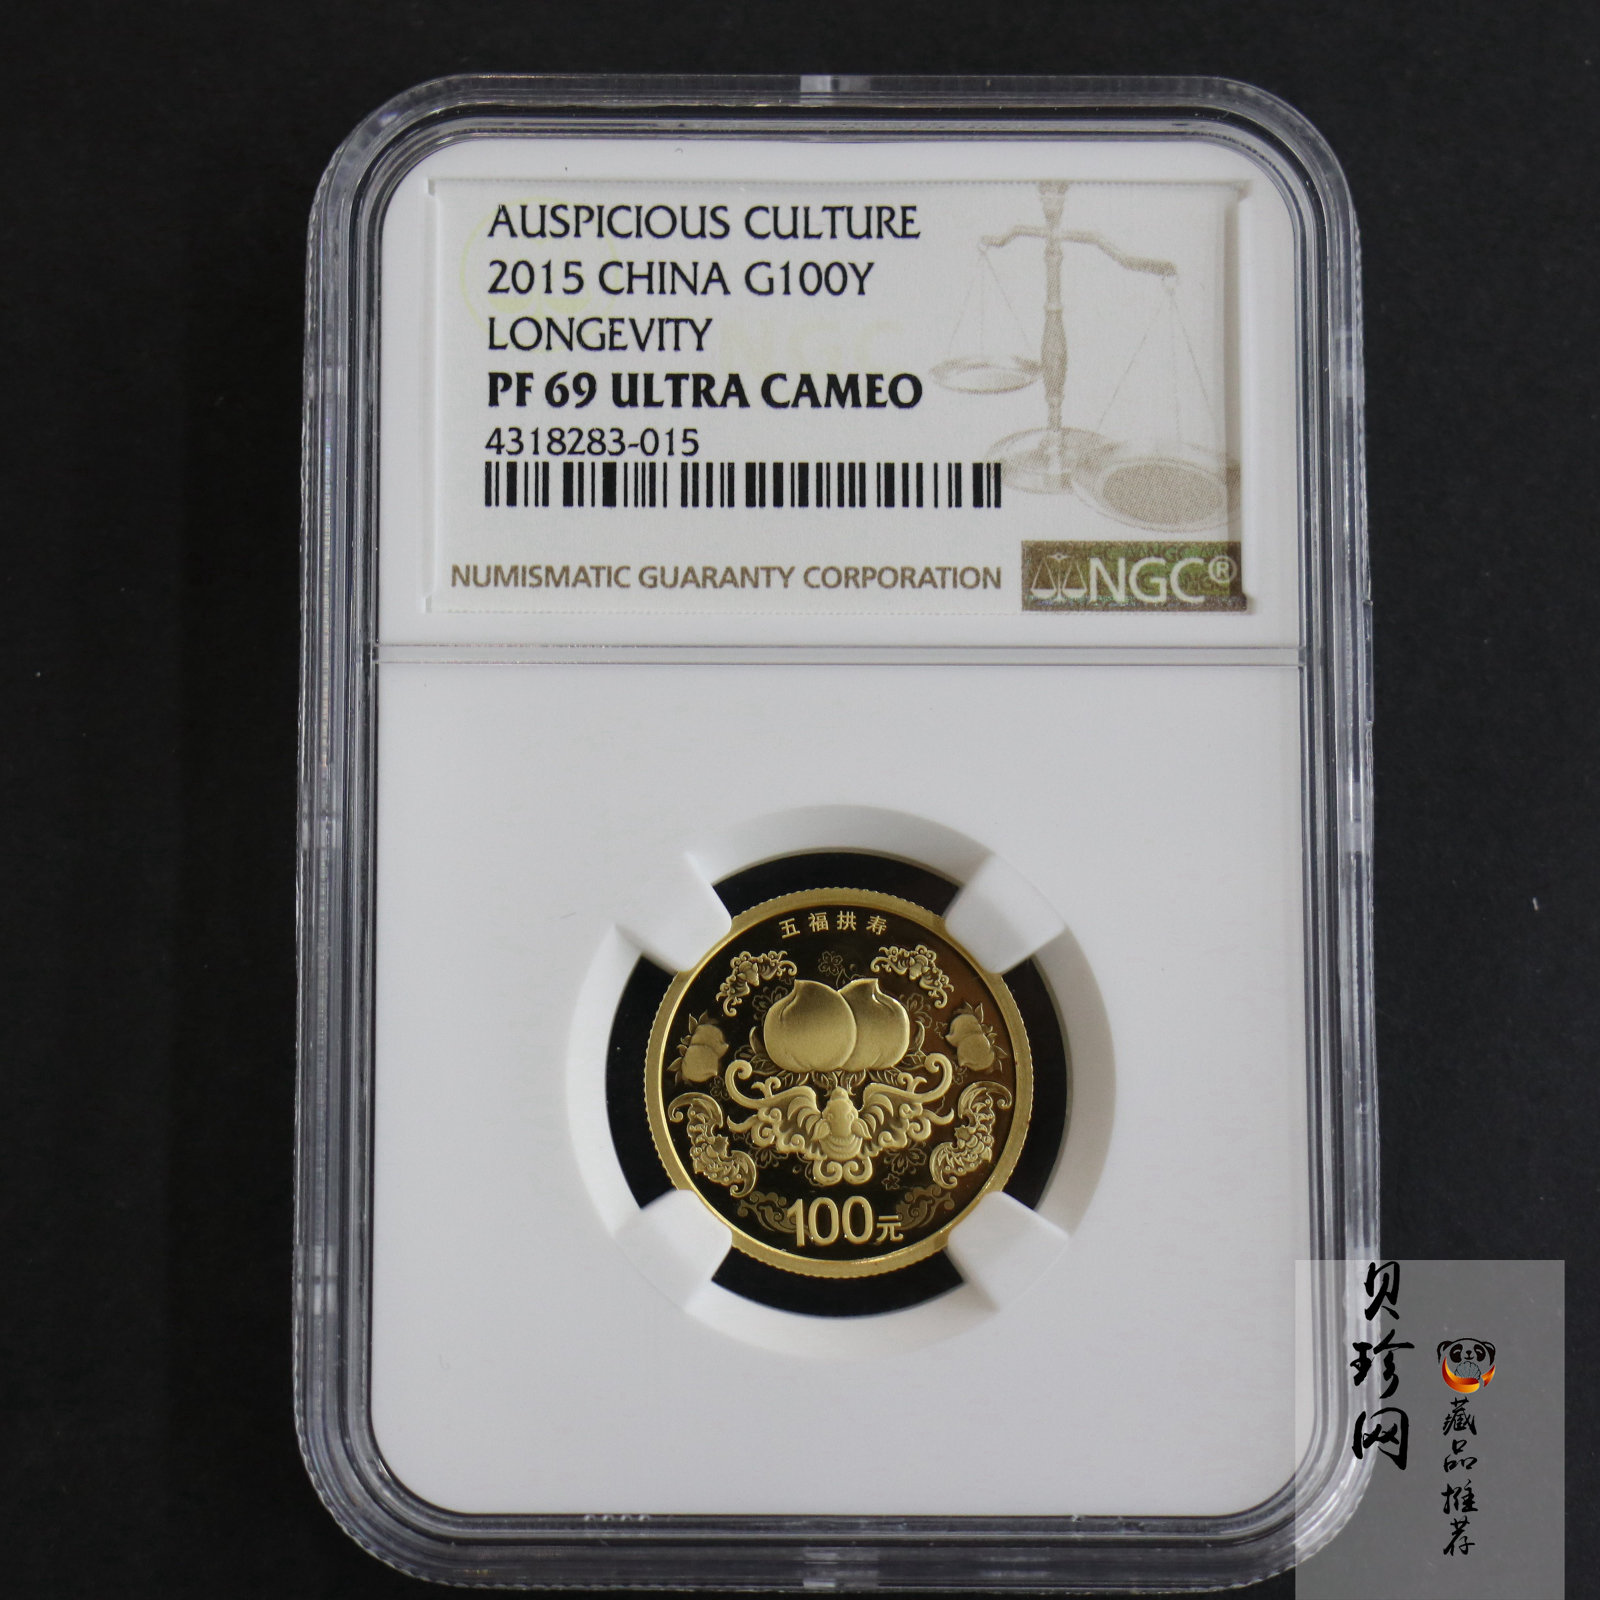 AUSPICIOUS CULTURE
2015 CHINA G100Y
LONGEVITY
PF 69 ULTRA CAMEO
4318283-015
NUMISMATIC GUARANTY CORPORATION
NGC®
五福拱寿
100元
贝珍网
藏品推荐